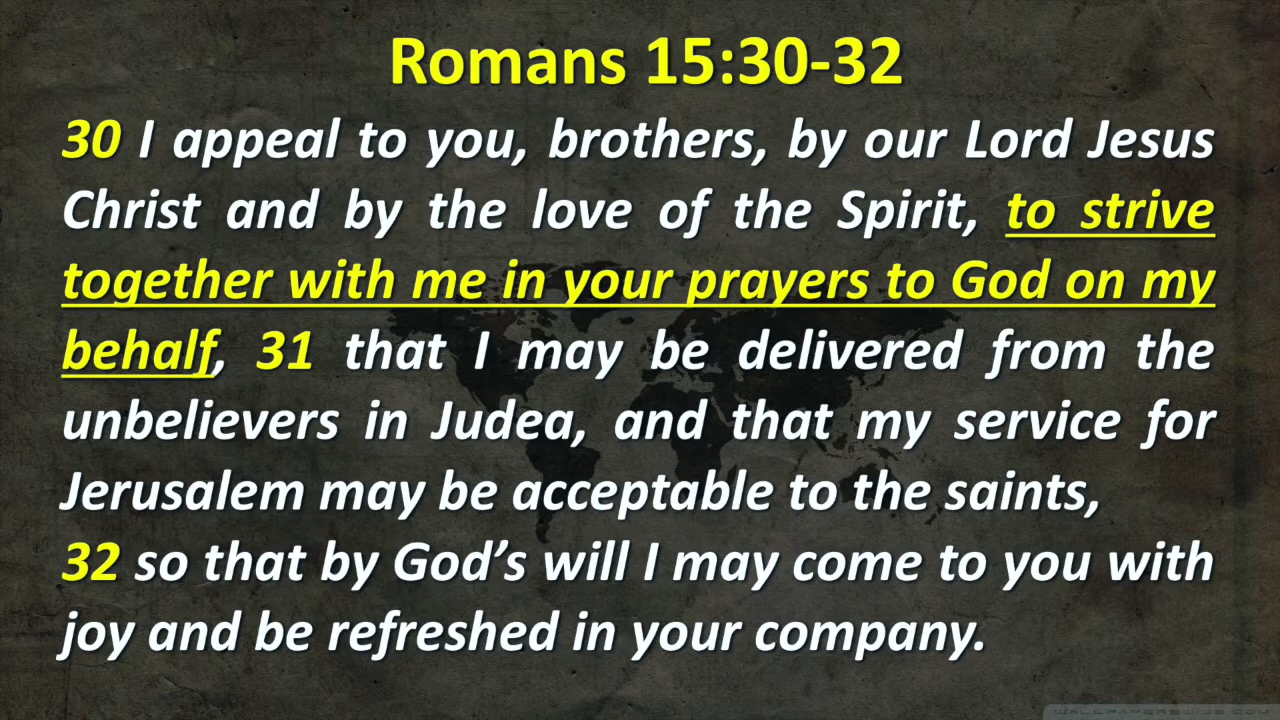 Romans 15:30-32
30 I appeal to you, brothers, by our Lord Jesus
Christ and by the love of the Spirit, to strive
together with me in your prayers to God on my
behalf, 31 that I may be delivered from the
unbelievers in Judea, and that my service for
Jerusalem may be acceptable to the saints,
32 so that by God’s will I may come to you with
joy and be refreshed in your company.
WALLPAPERSWIDE.COM